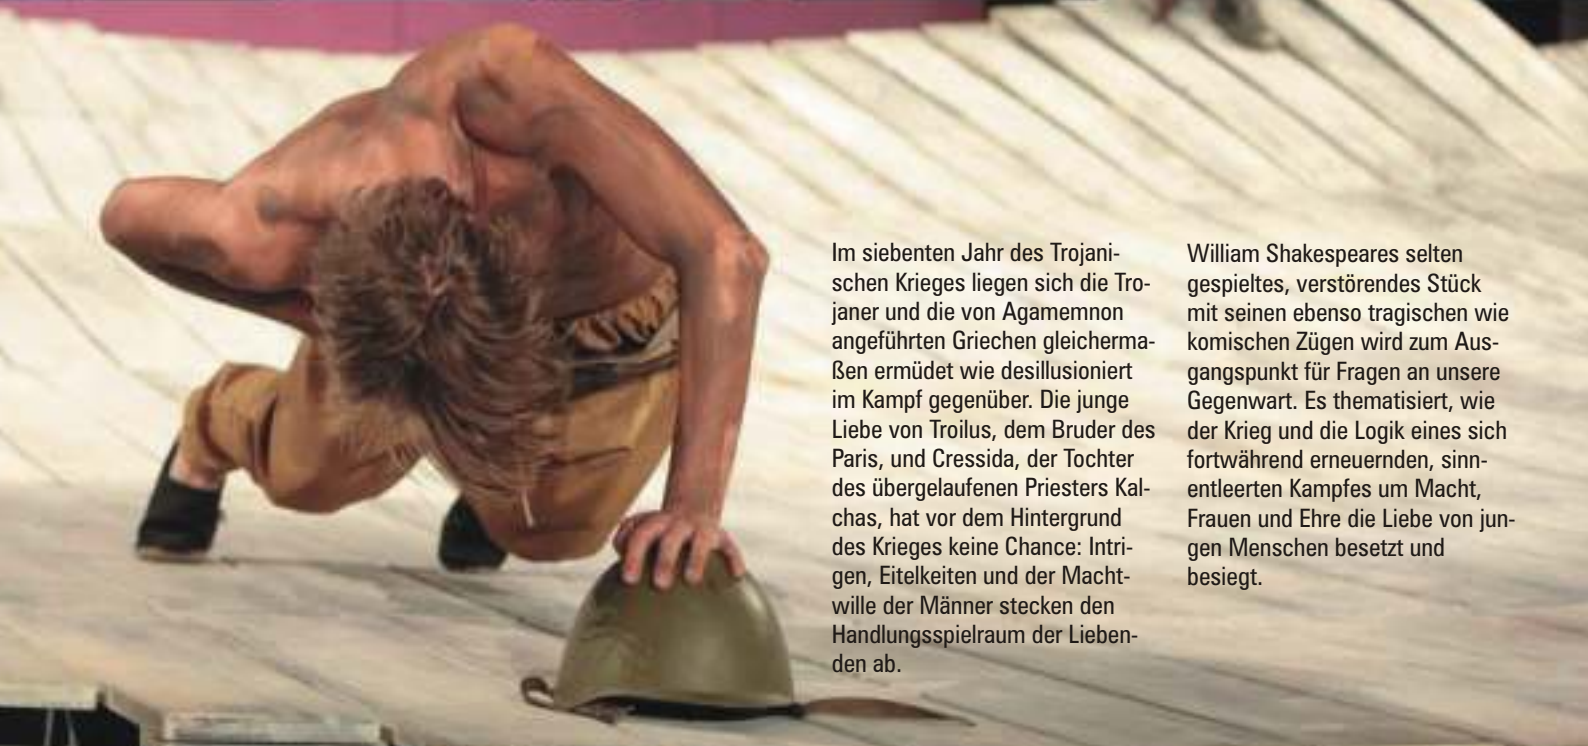 Im siebenten Jahr des Trojani-
schen Krieges liegen sich die Tro-
janer und die von Agamemnon
angeführten Griechen gleicherma-
ßen ermüdet wie desillusioniert
im Kampf gegenüber. Die junge
Liebe von Troilus, dem Bruder des
Paris, und Cressida, der Tochter
des übergelaufenen Priesters Kal-
chas, hat vor dem Hintergrund
des Krieges keine Chance: Intri-
gen, Eitelkeiten und der Macht-
wille der Männer stecken den
Handlungsspielraum der Lieben-
den ab.
William Shakespeares selten
gespieltes, verstörendes Stück
mit seinen ebenso tragischen wie
komischen Zügen wird zum Aus-
gangspunkt für Fragen an unsere
Gegenwart. Es thematisiert, wie
der Krieg und die Logik eines sich
fortwährend erneuernden, sinn-
entleerten Kampfes um Macht,
Frauen und Ehre die Liebe von jun-
gen Menschen besetzt und
besiegt.